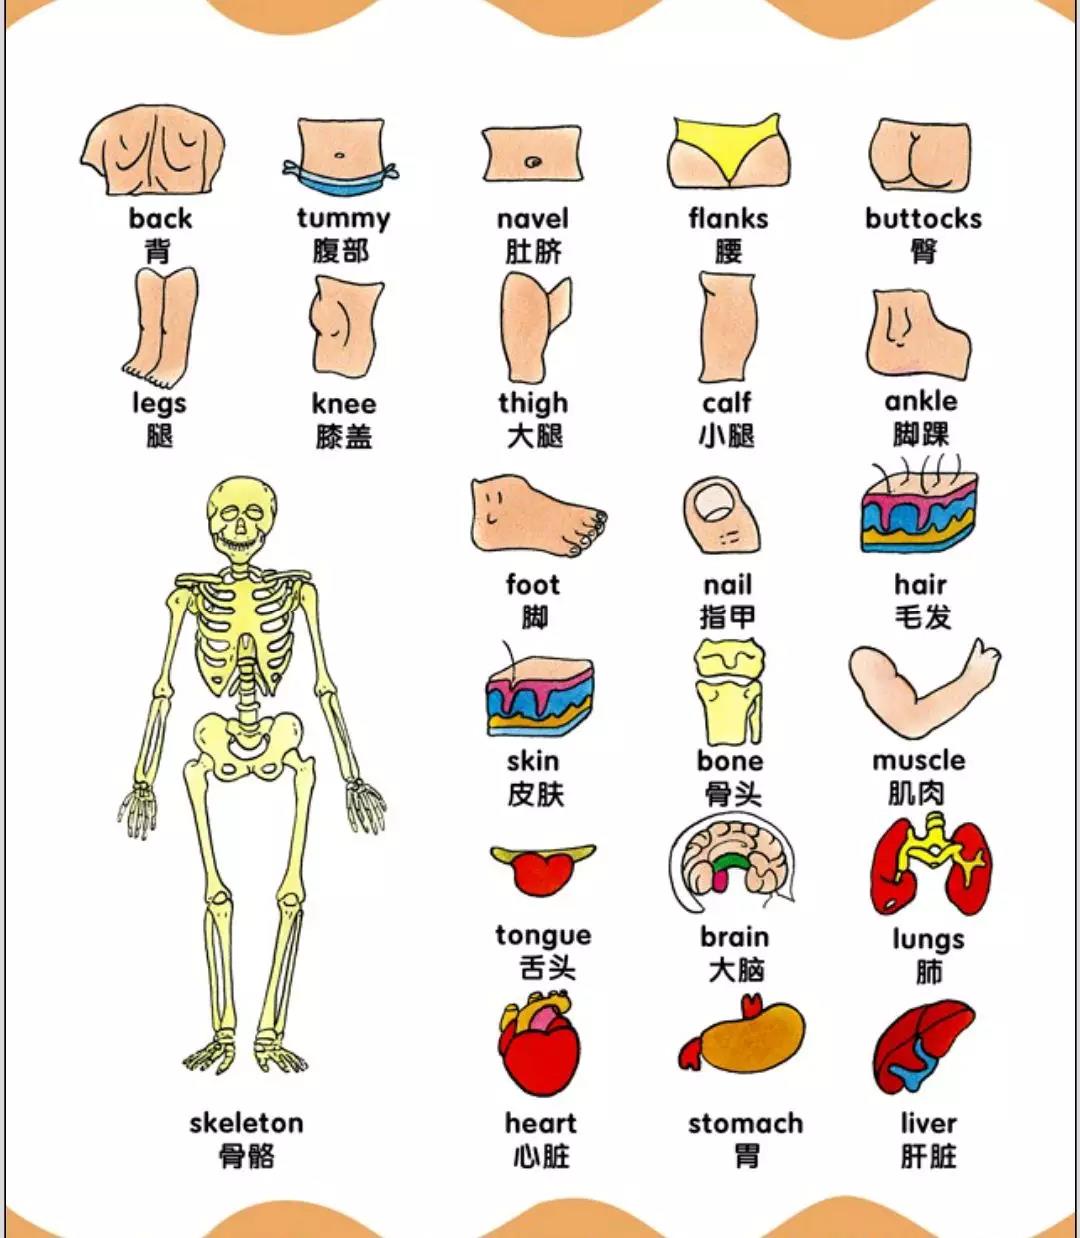 back
背
tummy
腹部
navel
肚脐
flanks
腰
buttocks
臀
legs
腿
knee
膝盖
thigh
大腿
calf
小腿
ankle
脚踝
foot
脚
nail
指甲
hair
毛发
skin
皮肤
bone
骨头
muscle
肌肉
tongue
舌头
brain
大脑
lungs
肺
skeleton
骨骼
heart
心脏
stomach
胃
liver
肝脏